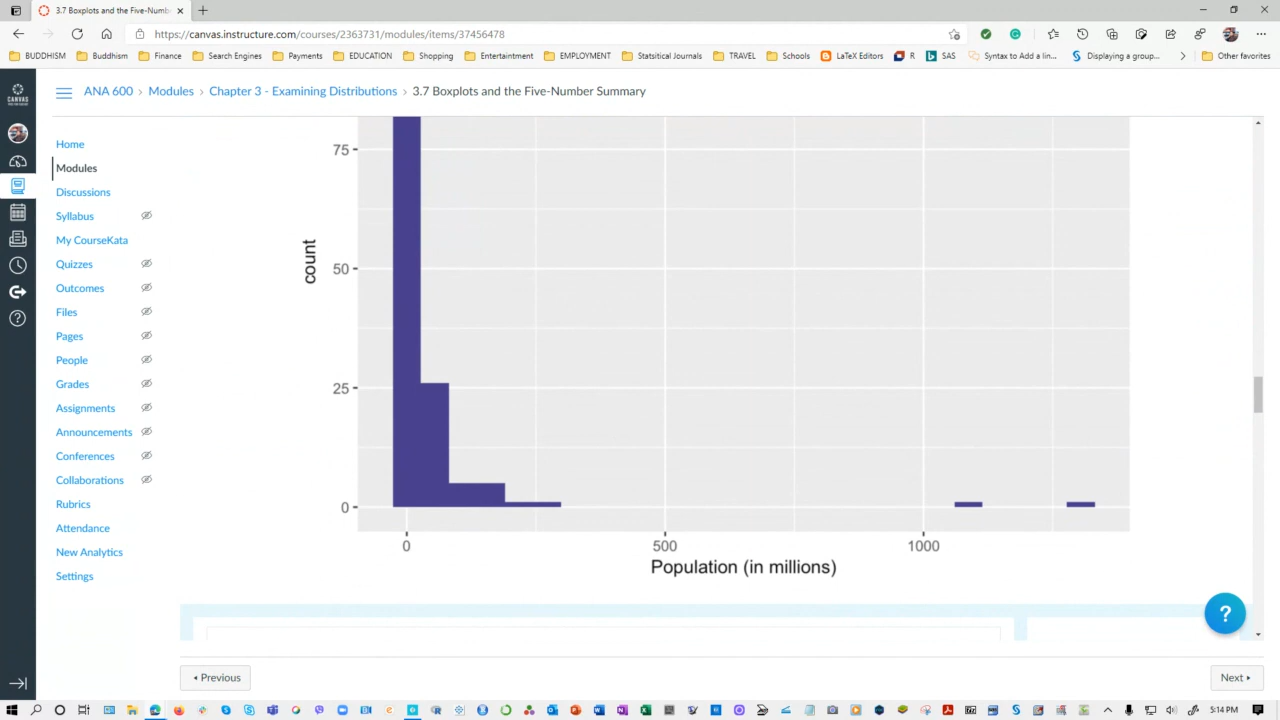 3.7 Boxplots and the Five-Numb
https://canvas.instructure.com/courses/2363731/modules/items/37456478
BUDDHISM Buddhism Finance Search Engines Payments EDUCATION Shopping Entertaintment EMPLOYMENT Statsitical Journals TRAVEL Schools LaTeX Editors R SAS Syntax to Add a lin... Displaying a group... Other favorites
CANVAS
ANA 600 › Modules › Chapter 3 - Examining Distributions › 3.7 Boxplots and the Five-Number Summary
Home
Modules
Discussions
Syllabus
My CourseKata
Quizzes
Outcomes
Files
Pages
People
Grades
Assignments
Announcements
Conferences
Collaborations
Rubrics
Attendance
New Analytics
Settings
75
50
25
0
count
0 500 1000
Population (in millions)
?
Previous
Next
5:14 PM